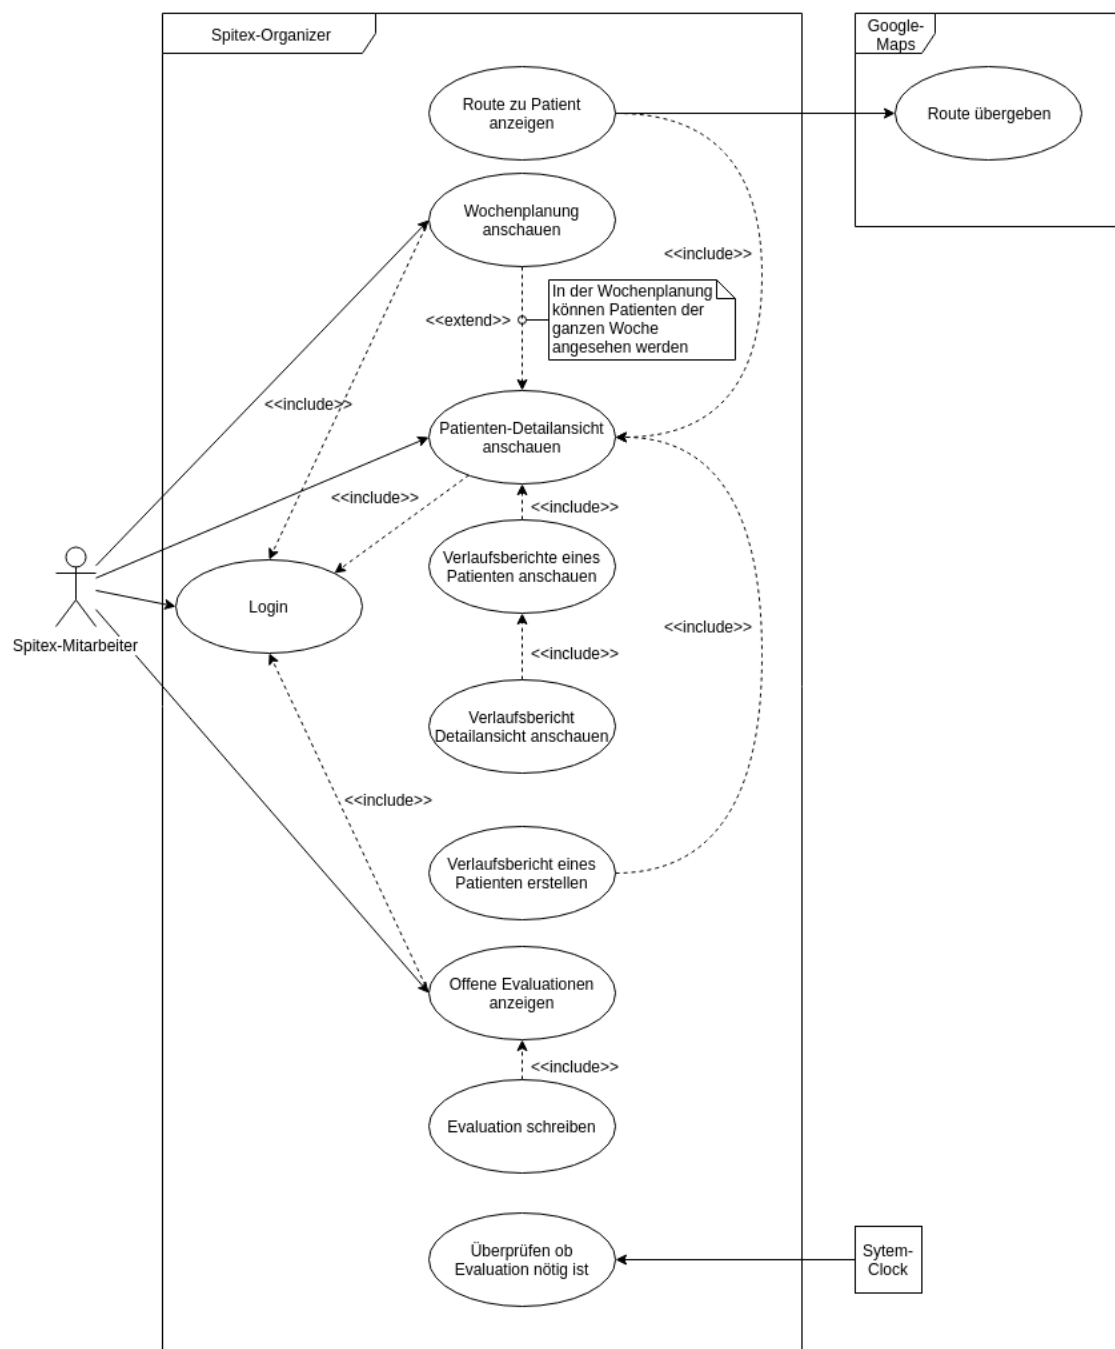 Spitex-Organizer
Google-
Maps
Route zu Patient
anzeigen
Route übergeben
Wochenplanung
anschauen
<<include>>
In der Wochenplanung
können Patienten der
ganzen Woche
angesehen werden
<<extend>>
<<include>>
Patienten-Detailansicht
anschauen
<<include>>
<<include>>
Verlaufsberichte eines
Patienten anschauen
Login
Spitex-Mitarbeiter
<<include>>
<<include>>
Verlaufsbericht
Detailansicht anschauen
<<include>>
Verlaufsbericht eines
Patienten erstellen
Offene Evaluationen
anzeigen
<<include>>
Evaluation schreiben
Überprüfen ob
Evaluation nötig ist
Sytem-
Clock